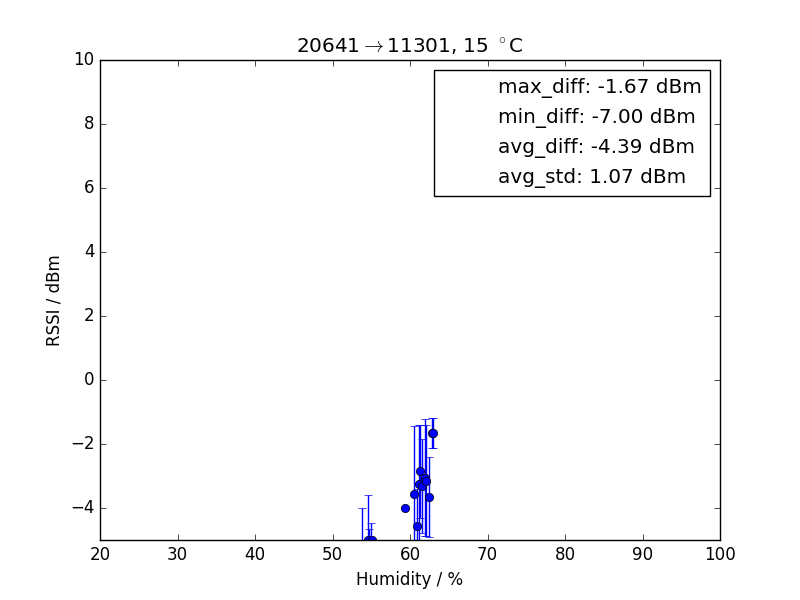 20641→11301, 15 °C
max_diff: -1.67 dBm
min_diff: -7.00 dBm
avg_diff: -4.39 dBm
avg_std: 1.07 dBm
RSSI / dBm
10
8
6
4
2
0
−2
−4
20 30 40 50 60 70 80 90 100
Humidity / %